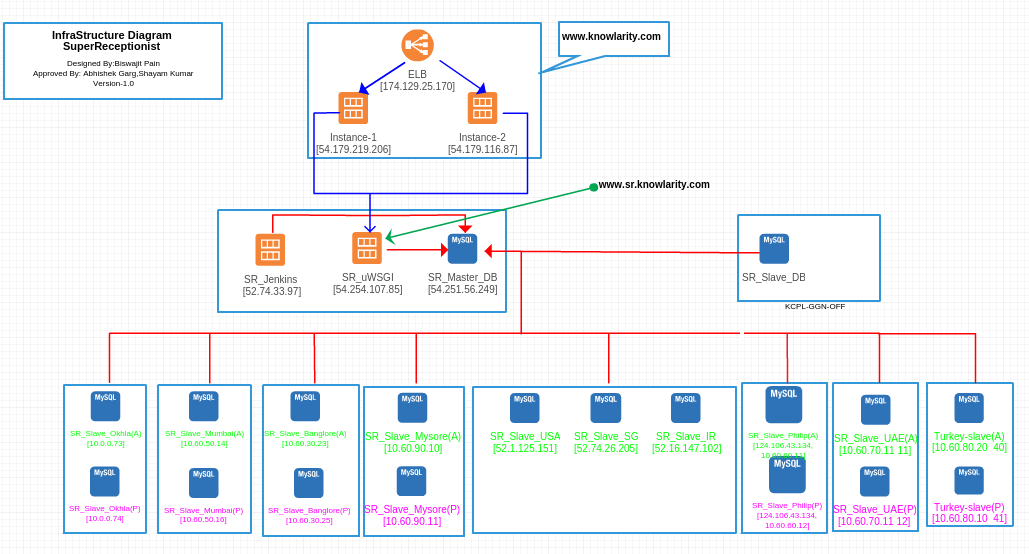 InfraStructure Diagram
SuperReceptionist
Designed By:Biswajit Pain
Approved By: Abhishek Garg,Shayam Kumar
Version-1.0
www.knowlarity.com
ELB
[174.129.25.170]
Instance-1
[54.179.219.206]
Instance-2
[54.179.116.87]
www.sr.knowlarity.com
MySQL
MySQL
SR_Jenkins
[52.74.33.97]
SR_uWSGI
[54.254.107.85]
SR_Master_DB
[54.251.56.249]
SR_Slave_DB
KCPL-GGN-OFF
MySQL
SR_Slave_Okhla(A)
[10.0.0.73]
MySQL
SR_Slave_Okhla(P)
[10.0.0.74]
MySQL
SR_Slave_Mumbai(A)
[10.60.50.14]
MySQL
SR_Slave_Mumbai(P)
[10.60.50.16]
MySQL
SR_Slave_Banglore(A)
[10.60.30.23]
MySQL
SR_Slave_Banglore(P)
[10.60.30.25]
MySQL
SR_Slave_Mysore(A)
[10.60.90.10]
MySQL
SR_Slave_Mysore(P)
[10.60.90.11]
MySQL
SR_Slave_USA
[52.1.125.151]
MySQL
SR_Slave_SG
[52.74.26.205]
MySQL
SR_Slave_IR
[52.16.147.102]
MySQL
SR_Slave_Philip(A)
[124.106.43.134,
10.60.60.11]
MySQL
SR_Slave_Philip(P)
[124.106.43.134,
10.60.60.12]
MySQL
SR_Slave_UAE(A)
[10.60.70.11 11]
MySQL
SR_Slave_UAE(P)
[10.60.70.11 12]
MySQL
Turkey-slave(A)
[10.60.80.20 40]
MySQL
Turkey-slave(P)
[10.60.80.10 41]